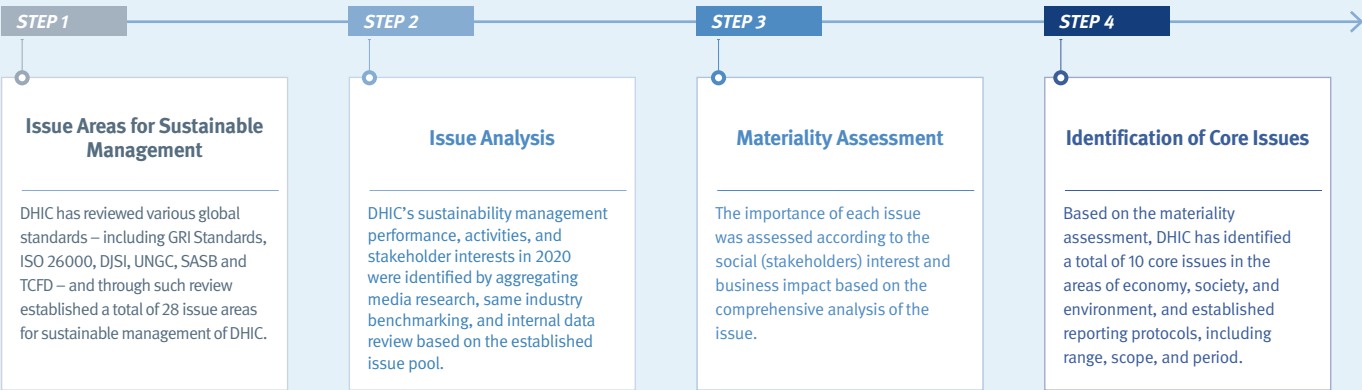 STEP 1
STEP 2
STEP 3
STEP 4
Issue Areas for Sustainable
Management
DHIC has reviewed various global
standards – including GRI Standards,
ISO 26000, DJSI, UNGC, SASB and
TCFD – and through such review
established a total of 28 issue areas
for sustainable management of DHIC.
Issue Analysis
DHIC's sustainability management
performance, activities, and
stakeholder interests in 2020
were identified by aggregating
media research, same industry
benchmarking, and internal data
review based on the established
issue pool.
Materiality Assessment
The importance of each issue
was assessed according to the
social (stakeholders) interest and
business impact based on the
comprehensive analysis of the
issue.
Identification of Core Issues
Based on the materiality
assessment, DHIC has identified
a total of 10 core issues in the
areas of economy, society, and
environment, and established
reporting protocols, including
range, scope, and period.